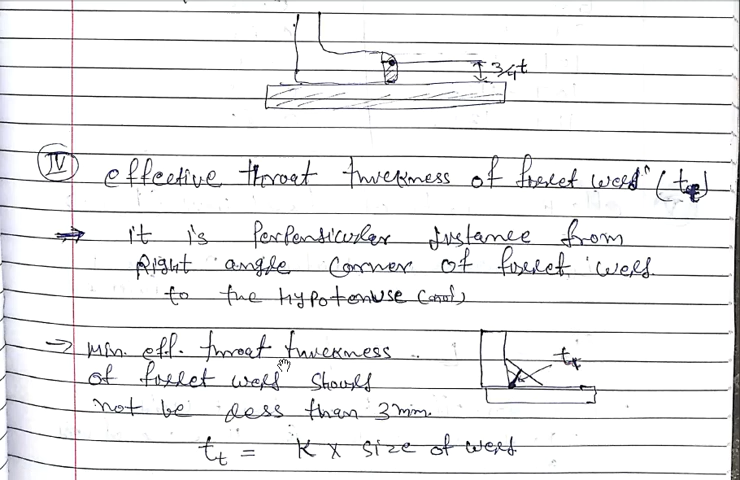 3/4t
IV effective throat thickness of fillet weld (tt)
⇒ it is perpendicular distance from
Right angle corner of fillet weld
to the hypotenuse
→ Min. eff. throat thickness
tt
of fillet weld should
not be less than 3mm.
tt = K x size of weld